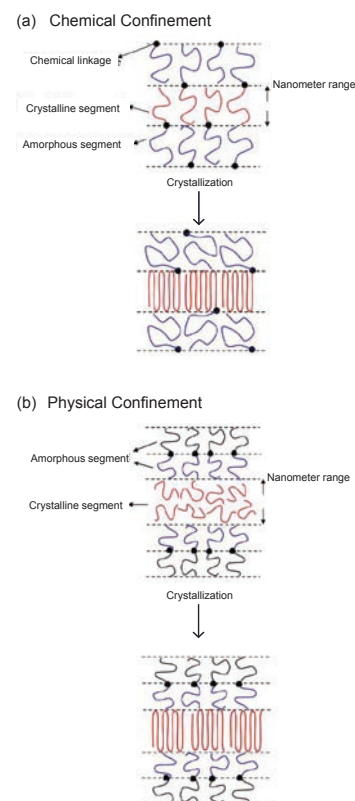 (a) Chemical Confinement
Chemical linkage
Nanometer range
Crystalline segment
Amorphous segment
Crystallization
(b) Physical Confinement
Amorphous segment
Nanometer range
Crystalline segment
Crystallization